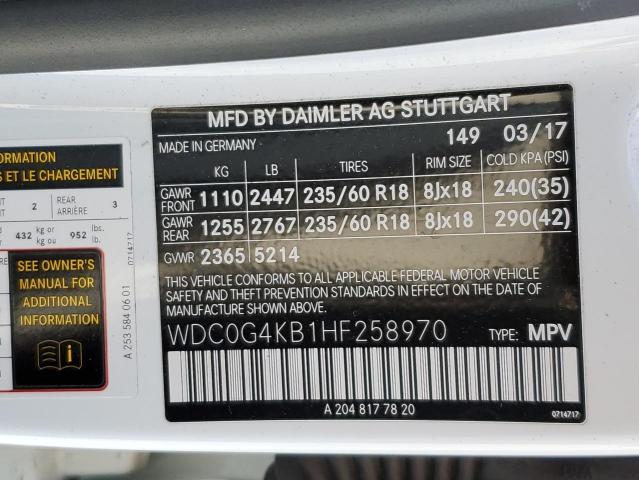 MFD BY DAIMLER AG STUTTGART
MADE IN GERMANY 149 03/17
KG LB TIRES RIM SIZE COLD KPA(PSI)
GAWR FRONT 1110 2447 235/60 R18 8Jx18 240(35)
GAWR REAR 1255 2767 235/60 R18 8Jx18 290(42)
GVWR 2365 5214
THIS VEHICLE CONFORMS TO ALL APPLICABLE FEDERAL MOTOR VEHICLE
SAFETY AND THEFT PREVENTION STANDARDS IN EFFECT ON THE DATE OF
MANUFACTURE SHOWN ABOVE.
WDC0G4KB1HF258970 TYPE: MPV
A 204 817 78 20
0714717
ET LE CHARGEMENT
2 REAR ARRIÈRE 3
432 kg or kg ou 952 lbs. lb.
0714717
SEE OWNER'S
MANUAL FOR
ADDITIONAL
INFORMATION
A 253 584 06 01